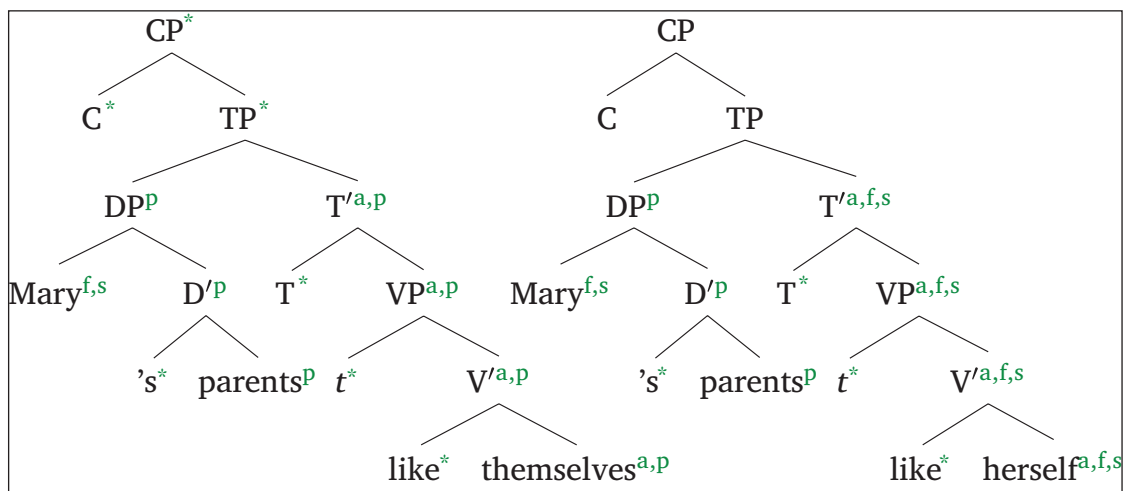 CP* CP
C* TP* C TP
DPᵖ T′ᵃ,ᵖ DPᵖ T′ᵃ,ᶠ,ˢ
Maryᶠ,ˢ D′ᵖ T* VPᵃ,ᵖ Maryᶠ,ˢ D′ᵖ T* VPᵃ,ᶠ,ˢ
’s* parentsᵖ t* V′ᵃ,ᵖ ’s* parentsᵖ t* V′ᵃ,ᶠ,ˢ
like* themselvesᵃ,ᵖ like* herselfᵃ,ᶠ,ˢ